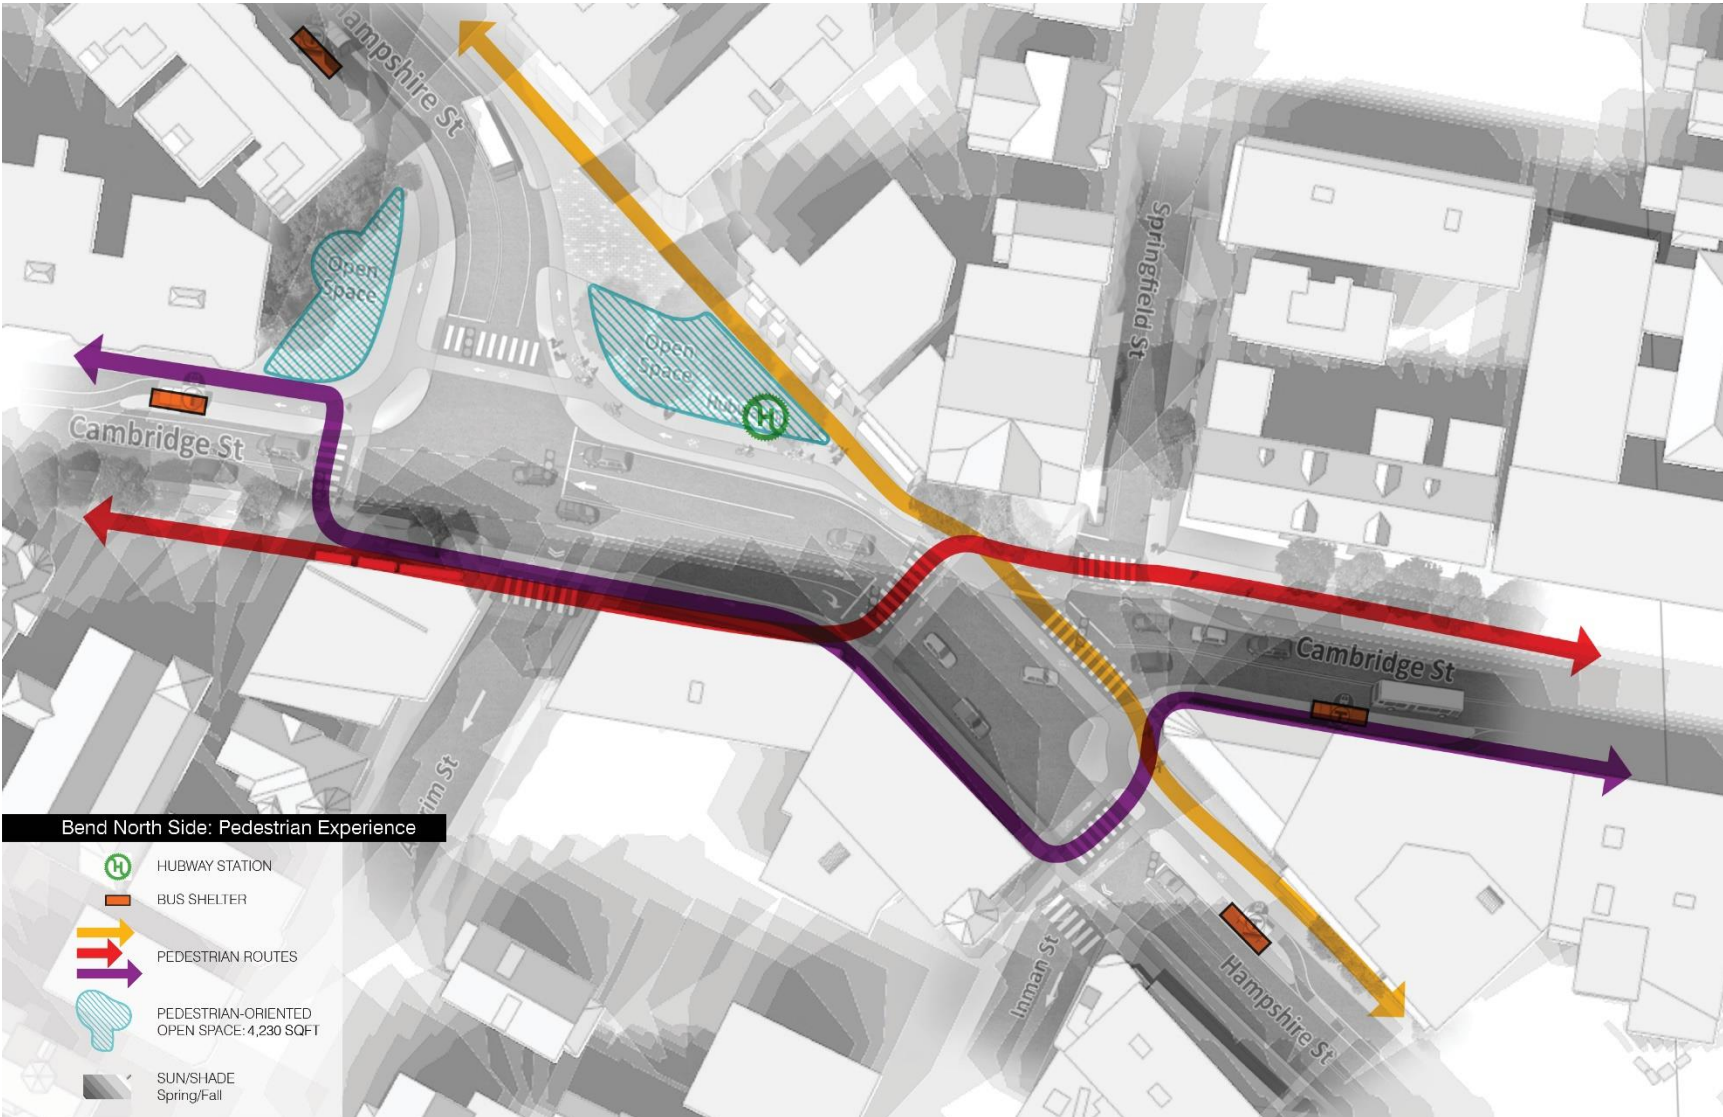 Hampshire St
Springfield St
Open
Space
Open
Space
Cambridge St
Cambridge St
Inman St
Hampshire St
Bend North Side: Pedestrian Experience
H
HUBWAY STATION
BUS SHELTER
PEDESTRIAN ROUTES
PEDESTRIAN-ORIENTED
OPEN SPACE: 4,230 SQFT
SUN/SHADE
Spring/Fall